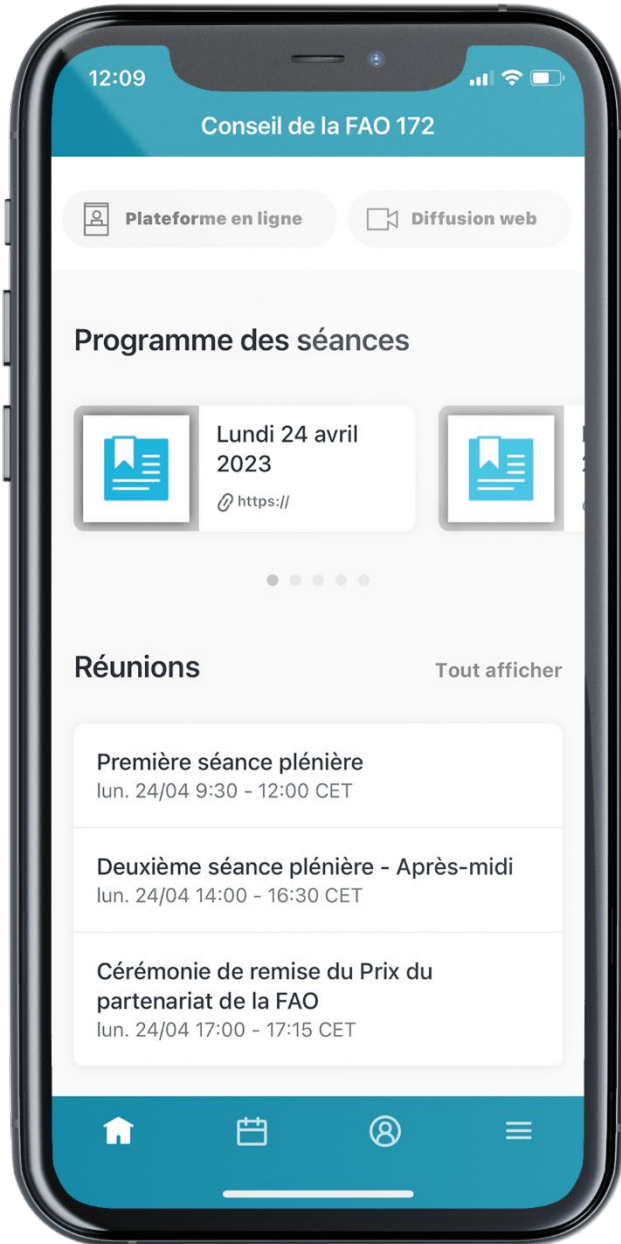 12:09
Conseil de la FAO 172
Plateforme en ligne
Diffusion web
Programme des séances
Lundi 24 avril
2023
https://
Réunions
Tout afficher
Première séance plénière
lun. 24/04 9:30 - 12:00 CET
Deuxième séance plénière - Après-midi
lun. 24/04 14:00 - 16:30 CET
Cérémonie de remise du Prix du
partenariat de la FAO
lun. 24/04 17:00 - 17:15 CET